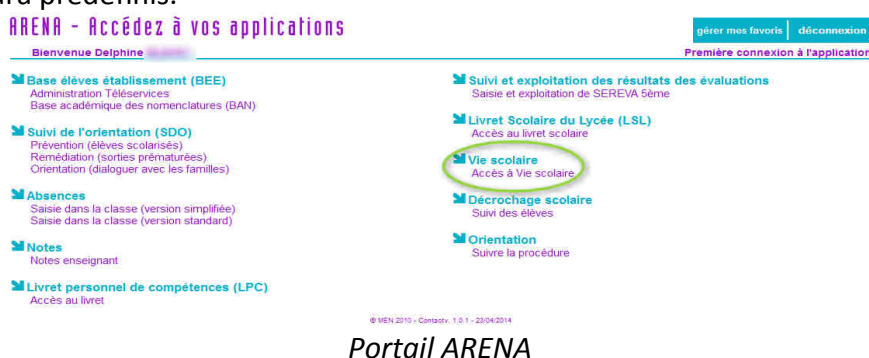 prédéfinis.
ARENA - Accédez à vos applications
gérer mes favoris déconnexion
Bienvenue Delphine
Première connexion à l'application
Base élèves établissement (BEE)
Administration Téléservices
Base académique des nomenclatures (BAN)
Suivi de l'orientation (SDO)
Prévention (élèves scolarisés)
Remédiation (sorties prématurées)
Orientation (dialoguer avec les familles)
Absences
Saisie dans la classe (version simplifiée)
Saisie dans la classe (version standard)
Notes
Notes enseignant
Livret personnel de compétences (LPC)
Accès au livret
Suivi et exploitation des résultats des évaluations
Saisie et exploitation de SEREVA 5ème
Livret Scolaire du Lycée (LSL)
Accès au livret scolaire
Vie scolaire
Accès à Vie scolaire
Décrochage scolaire
Suivi des élèves
Orientation
Suivre la procédure
© MEN 2010 - Contactv. 1.0.1 - 23/04/2014
Portail ARENA